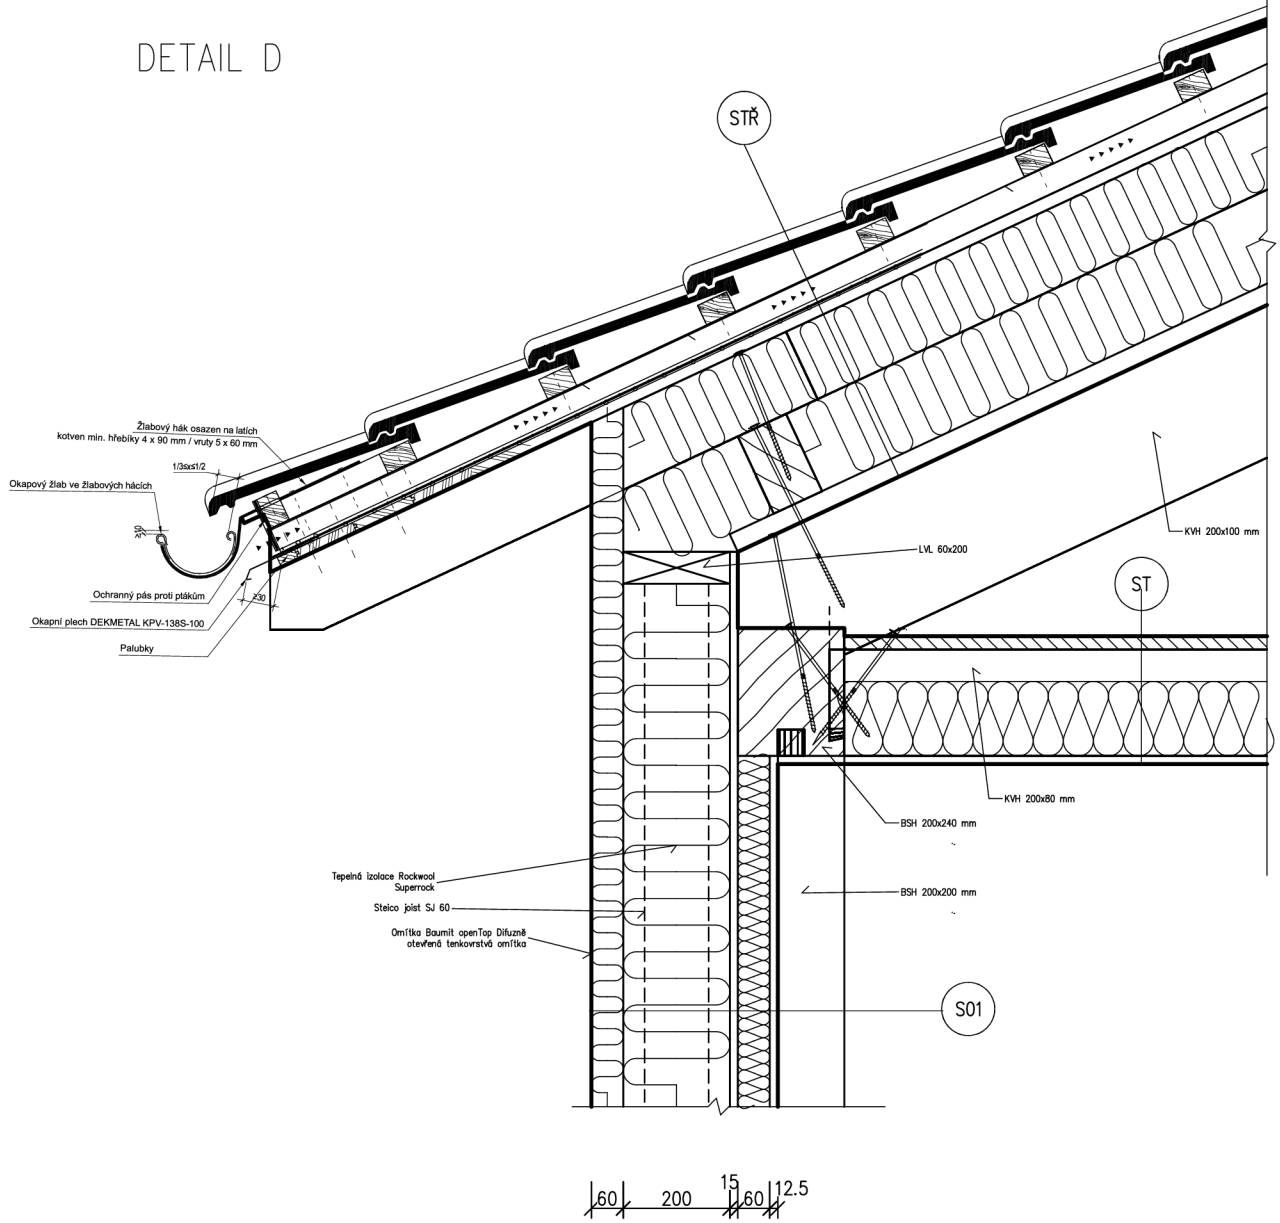 DETAIL D
STŘ
Žlabový hák osazen na latích
kotven min. hřebíky 4 x 90 mm / vruty 5 x 60 mm
1/3≤x≤1/2
Okapový žlab ve žlabových hácích
KVH 200x100 mm
LVL 60x200
ST
≥30
Ochranný pás proti ptákům
Okapní plech DEKMETAL KPV-138S-100
Palubky
KVH 200x80 mm
BSH 200x240 mm
Tepelná izolace Rockwool
Superrock
BSH 200x200 mm
Steico joist SJ 60
Omítka Baumit openTop Difuzně
otevřená tenkovrstvá omítka
S01
60 200 15 60 12.5